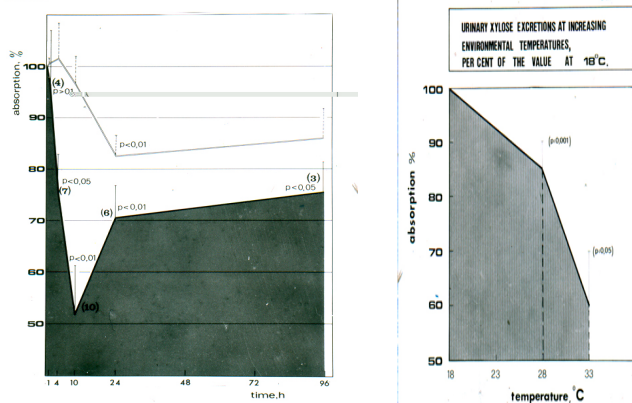 absorption, %
100
90
80
70
60
50
(4)
p>0,1
p<0,05
(7)
p<0,01
(10)
p<0,01
(6)
p<0,01
(3)
p<0,05
1 4 10 24 48 72 96
time,h
URINARY XYLOSE EXCRETIONS AT INCREASING
ENVIRONMENTAL TEMPERATURES,
PER CENT OF THE VALUE AT 18°C.
absorption %
100
90
80
70
60
50
(p<0,001)
18 23 28 33
temperature, °C